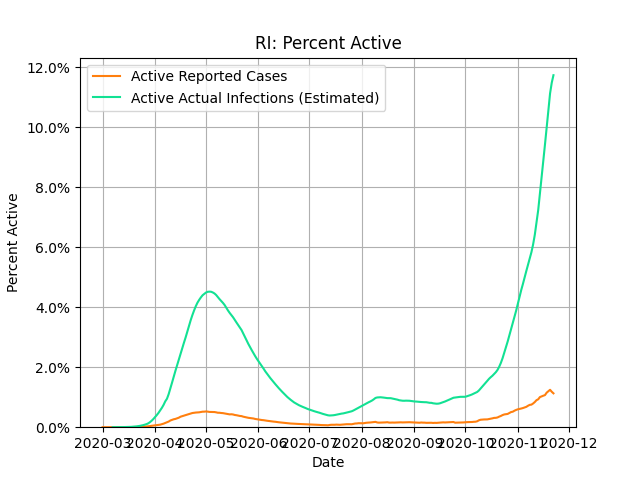 RI: Percent Active
Active Reported Cases
Active Actual Infections (Estimated)
12.0%
10.0%
8.0%
6.0%
4.0%
2.0%
0.0%
Percent Active
2020-03 2020-04 2020-05 2020-06 2020-07 2020-08 2020-09 2020-10 2020-11 2020-12
Date